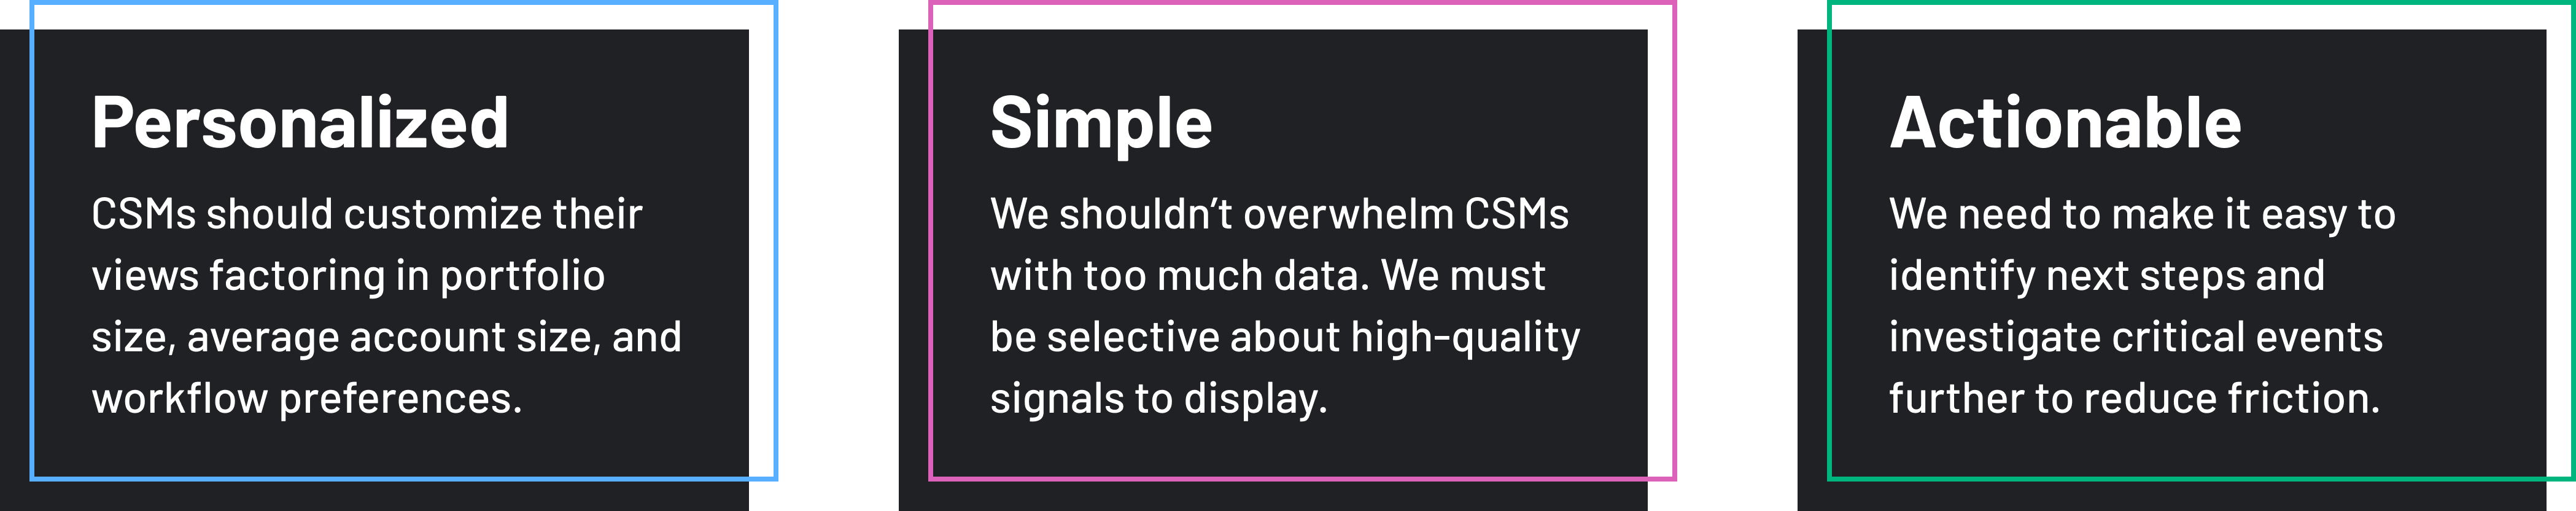 Personalized
CSMs should customize their
views factoring in portfolio
size, average account size, and
workflow preferences.
Simple
We shouldn’t overwhelm CSMs
with too much data. We must
be selective about high-quality
signals to display.
Actionable
We need to make it easy to
identify next steps and
investigate critical events
further to reduce friction.